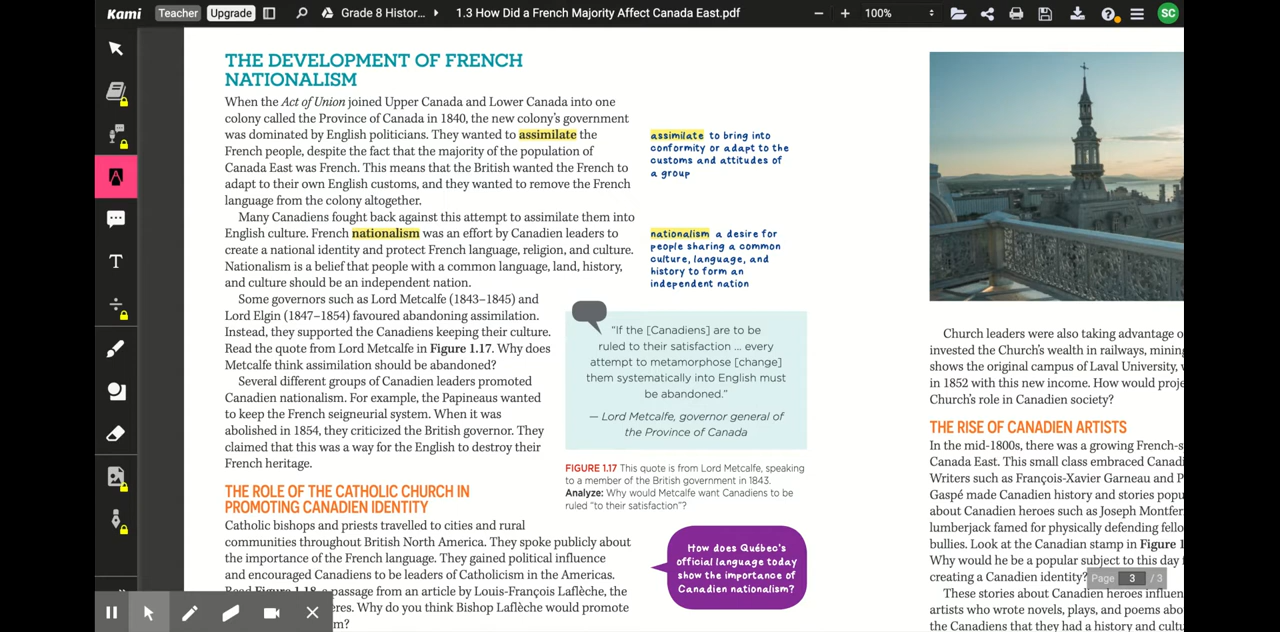 Kami Teacher Upgrade Grade 8 Histor... 1.3 How Did a French Majority Affect Canada East.pdf 100% SC
THE DEVELOPMENT OF FRENCH
NATIONALISM
When the Act of Union joined Upper Canada and Lower Canada into one
colony called the Province of Canada in 1840, the new colony's government
was dominated by English politicians. They wanted to assimilate the
French people, despite the fact that the majority of the population of
Canada East was French. This means that the British wanted the French to
adapt to their own English customs, and they wanted to remove the French
language from the colony altogether.
Many Canadiens fought back against this attempt to assimilate them into
English culture. French nationalism was an effort by Canadien leaders to
create a national identity and protect French language, religion, and culture.
Nationalism is a belief that people with a common language, land, history,
and culture should be an independent nation.
Some governors such as Lord Metcalfe (1843–1845) and
Lord Elgin (1847–1854) favoured abandoning assimilation.
Instead, they supported the Canadiens keeping their culture.
Read the quote from Lord Metcalfe in Figure 1.17. Why does
Metcalfe think assimilation should be abandoned?
Several different groups of Canadien leaders promoted
Canadien nationalism. For example, the Papineaus wanted
to keep the French seigneurial system. When it was
abolished in 1854, they criticized the British governor. They
claimed that this was a way for the English to destroy their
French heritage.
THE ROLE OF THE CATHOLIC CHURCH IN
PROMOTING CANADIEN IDENTITY
Catholic bishops and priests travelled to cities and rural
communities throughout British North America. They spoke publicly about
the importance of the French language. They gained political influence
and encouraged Canadiens to be leaders of Catholicism in the Americas.
Read Figure 1.18, a passage from an article by Louis-François Laflèche, the
eres. Why do you think Bishop Laflèche would promote
m?
assimilate to bring into
conformity or adapt to the
customs and attitudes of
a group
nationalism a desire for
people sharing a common
culture, language, and
history to form an
independent nation
"If the [Canadiens] are to be
ruled to their satisfaction ... every
attempt to metamorphose [change]
them systematically into English must
be abandoned."
— Lord Metcalfe, governor general of
the Province of Canada
FIGURE 1.17 This quote is from Lord Metcalfe, speaking
to a member of the British government in 1843.
Analyze: Why would Metcalfe want Canadiens to be
ruled "to their satisfaction"?
How does Québec's
official language today
show the importance of
Canadien nationalism?
Church leaders were also taking advantage o
invested the Church's wealth in railways, mining
shows the original campus of Laval University, w
in 1852 with this new income. How would proje
Church's role in Canadien society?
THE RISE OF CANADIEN ARTISTS
In the mid-1800s, there was a growing French-s
Canada East. This small class embraced Canadi
Writers such as François-Xavier Garneau and P
Gaspé made Canadien history and stories popu
about Canadien heroes such as Joseph Montfer
lumberjack famed for physically defending fello
bullies. Look at the Canadian stamp in Figure 1
Why would he be a popular subject to this day
creating a Canadien identity?
These stories about Canadien heroes influen
artists who wrote novels, plays, and poems abo
the Canadiens that they had a history and cultu
Page 3 / 3